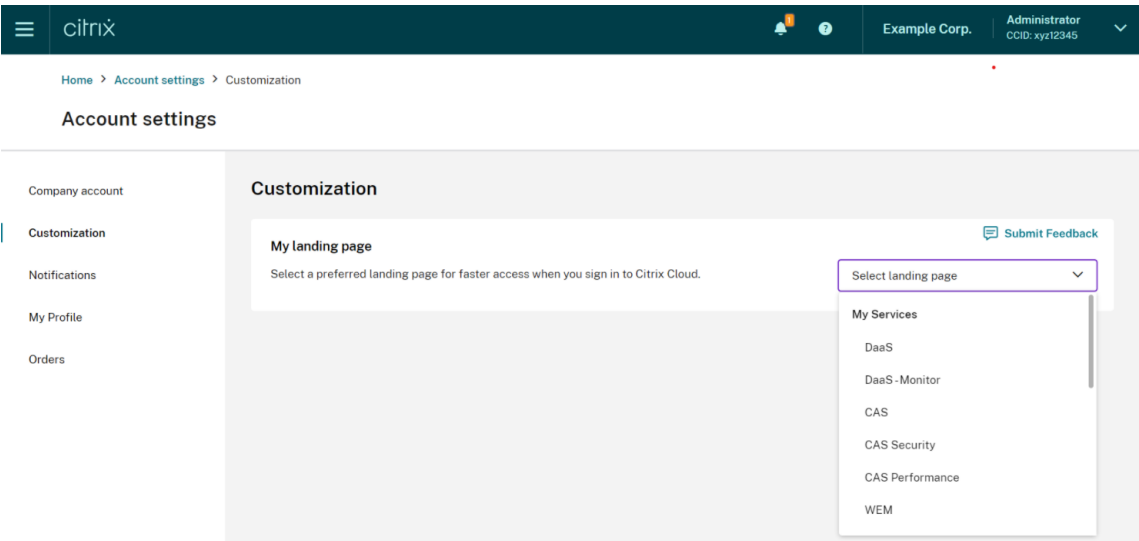 citrix
1
?
Example Corp.
Administrator
CCID: xyz12345
Home > Account settings > Customization
Account settings
Company account
Customization
Notifications
My Profile
Orders
Customization
Submit Feedback
My landing page
Select a preferred landing page for faster access when you sign in to Citrix Cloud.
Select landing page
My Services
DaaS
DaaS-Monitor
CAS
CAS Security
CAS Performance
WEM